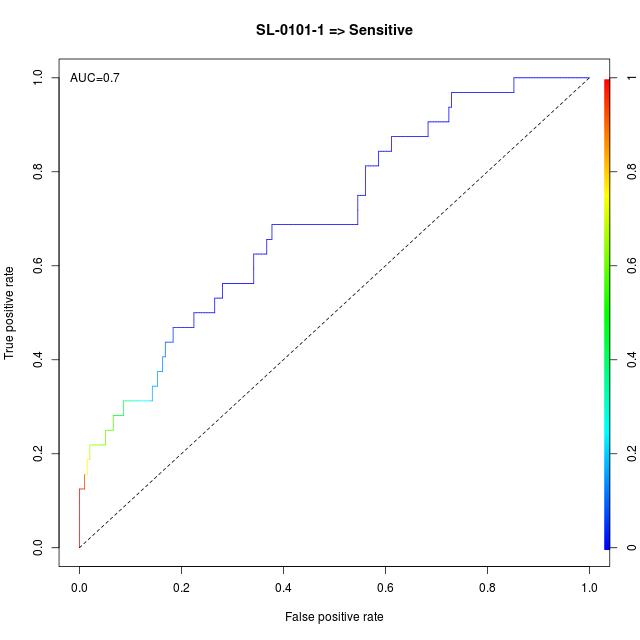 SL-0101-1 => Sensitive
AUC=0.7
True positive rate
1.0
0.8
0.6
0.4
0.2
0.0
1
0.8
0.6
0.4
0.2
0
0.0 0.2 0.4 0.6 0.8 1.0
False positive rate